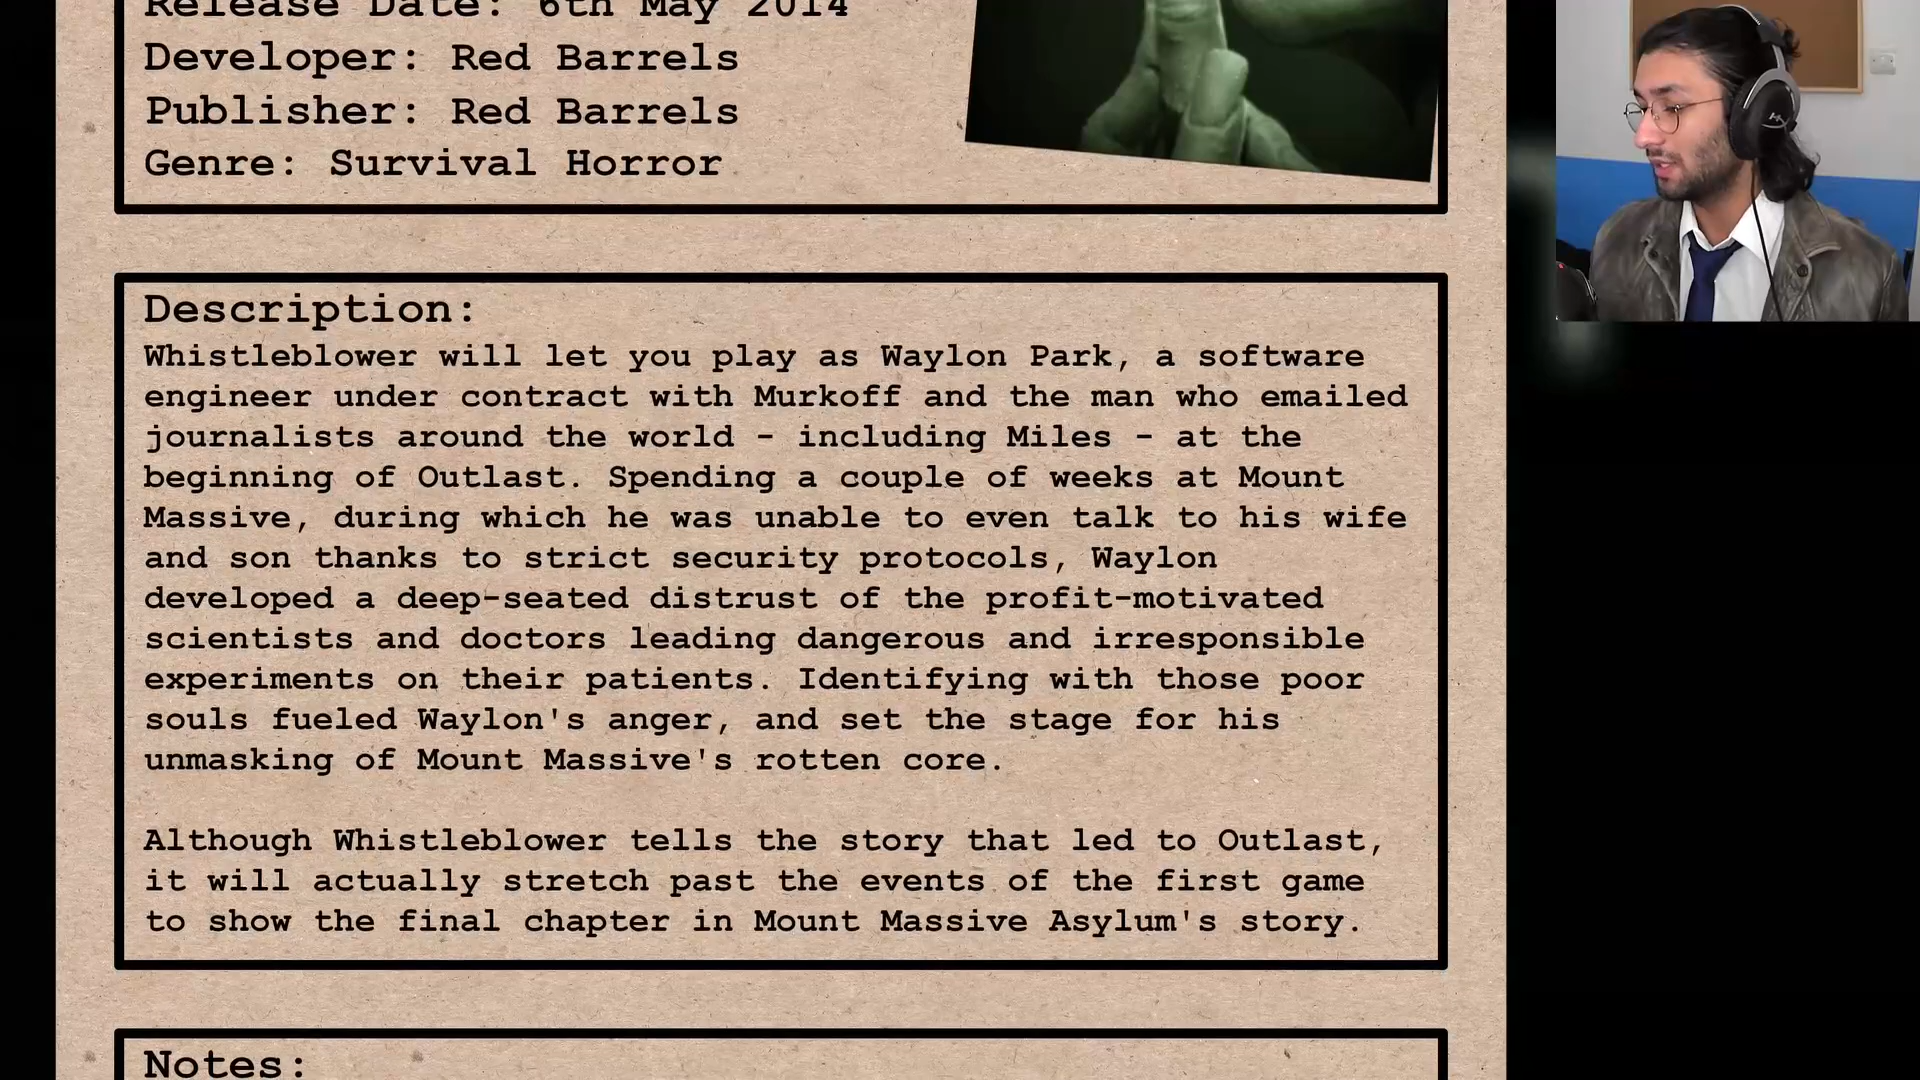 Release Date: 6th May 2014
Developer: Red Barrels
Publisher: Red Barrels
Genre: Survival Horror
Description:
Whistleblower will let you play as Waylon Park, a software
engineer under contract with Murkoff and the man who emailed
journalists around the world - including Miles - at the
beginning of Outlast. Spending a couple of weeks at Mount
Massive, during which he was unable to even talk to his wife
and son thanks to strict security protocols, Waylon
developed a deep-seated distrust of the profit-motivated
scientists and doctors leading dangerous and irresponsible
experiments on their patients. Identifying with those poor
souls fueled Waylon's anger, and set the stage for his
unmasking of Mount Massive's rotten core.
Although Whistleblower tells the story that led to Outlast,
it will actually stretch past the events of the first game
to show the final chapter in Mount Massive Asylum's story.
Notes: